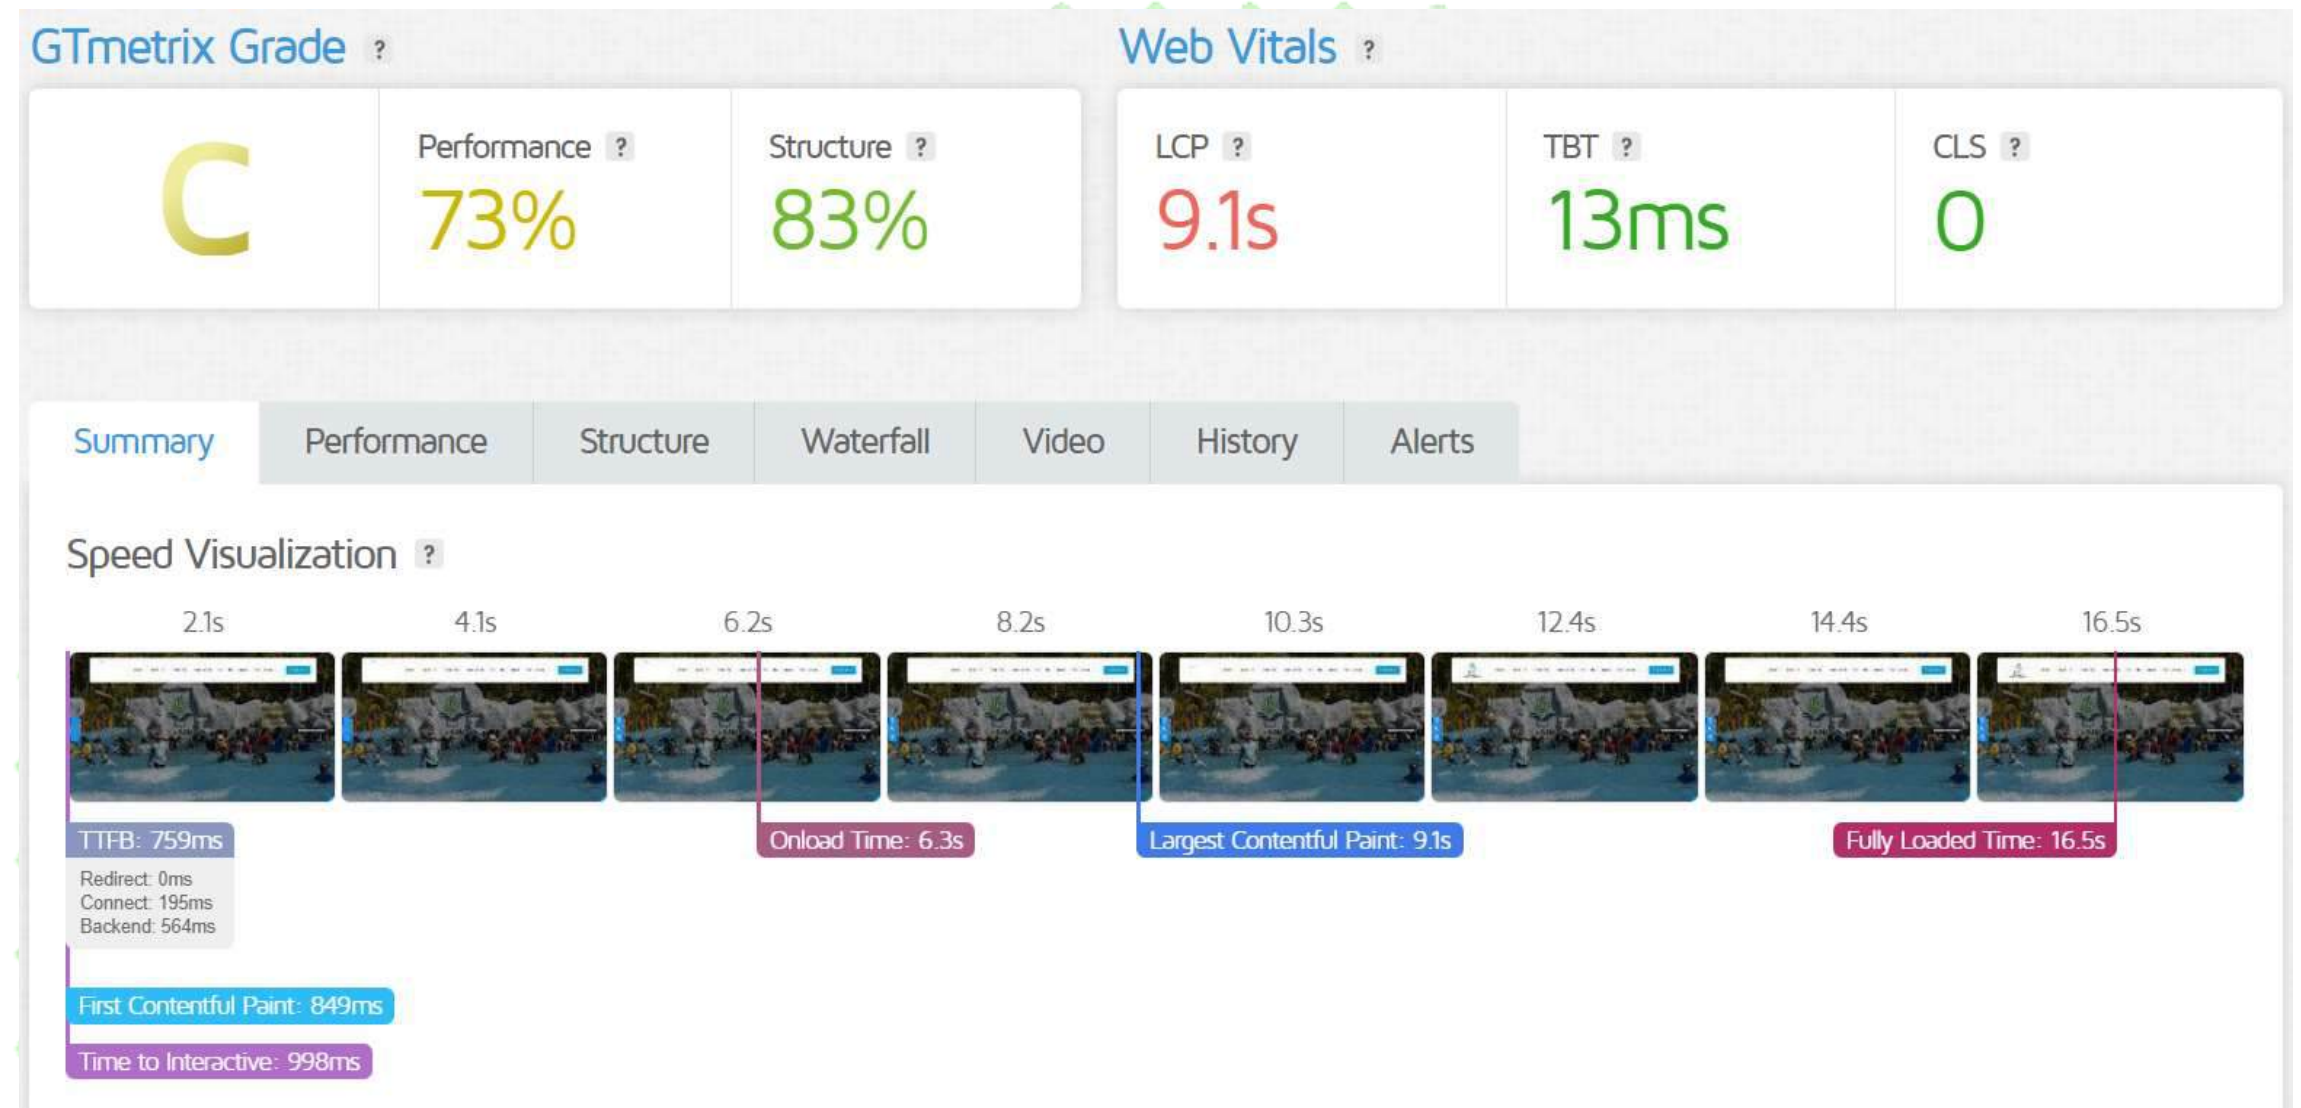 GTmetrix Grade ?
Web Vitals ?
C
Performance ?
73%
Structure ?
83%
LCP ?
9.1s
TBT ?
13ms
CLS ?
0
Summary
Performance
Structure
Waterfall
Video
History
Alerts
Speed Visualization ?
2.1s
4.1s
6.2s
8.2s
10.3s
12.4s
14.4s
16.5s
TTFB: 759ms
Redirect: 0ms
Connect: 195ms
Backend: 564ms
Onload Time: 6.3s
Largest Contentful Paint: 9.1s
Fully Loaded Time: 16.5s
First Contentful Paint: 849ms
Time to Interactive: 998ms